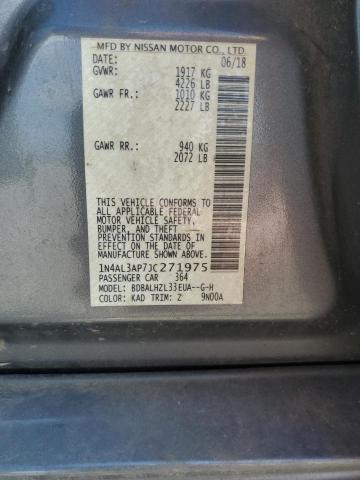 MFD BY NISSAN MOTOR CO., LTD.
DATE: 06/18
GVWR: 1917 KG
4226 LB
GAWR FR.: 1010 KG
2227 LB
GAWR RR.: 940 KG
2072 LB
THIS VEHICLE CONFORMS TO
ALL APPLICABLE FEDERAL
MOTOR VEHICLE SAFETY,
BUMPER, AND THEFT
PREVENTION STANDARDS IN
EFFECT ON THE DATE OF
MANUFACTURE SHOWN ABOVE.
1N4AL3AP7JC271975
PASSENGER CAR 364
MODEL: BDBALHZL33EUA--G-H
COLOR: KAD TRIM: Z 9N00A